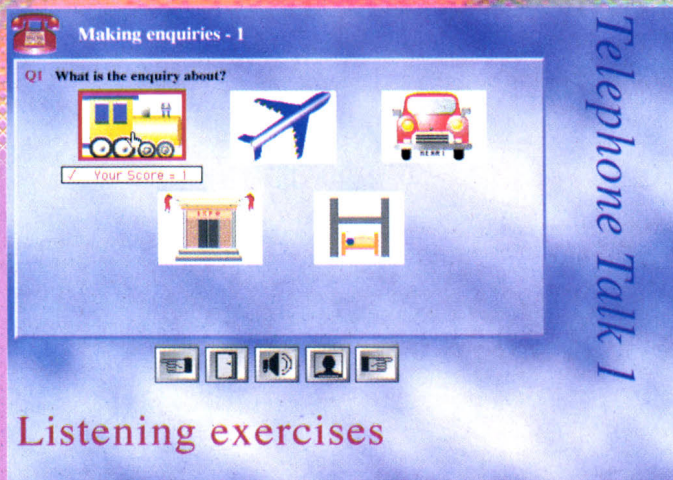 Making enquiries - 1
Q1 What is the enquiry about?
✓ Your Score = 1
Telephone Talk 1
Listening exercises